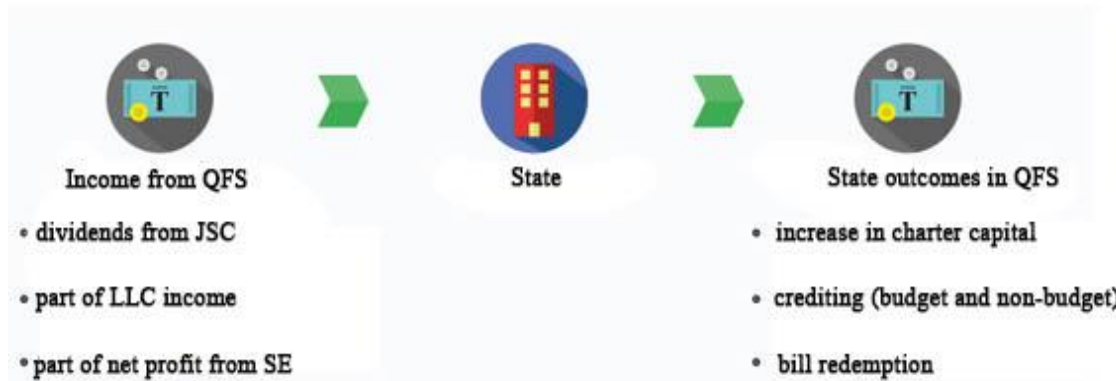 T
T
Income from QFS
State
State outcomes in QFS
• dividends from JSC
• increase in charter capital
• part of LLC income
• crediting (budget and non-budget)
• part of net profit from SE
• bill redemption